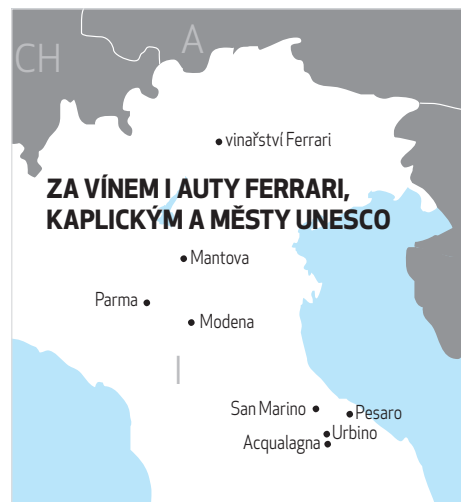 A
CH
vinařství Ferrari
ZA VÍNEM I AUTY FERRARI,
KAPLICKÝM A MĚSTY UNESCO
Mantova
Parma
Modena
I
San Marino
Pesaro
Urbino
Acqualagna